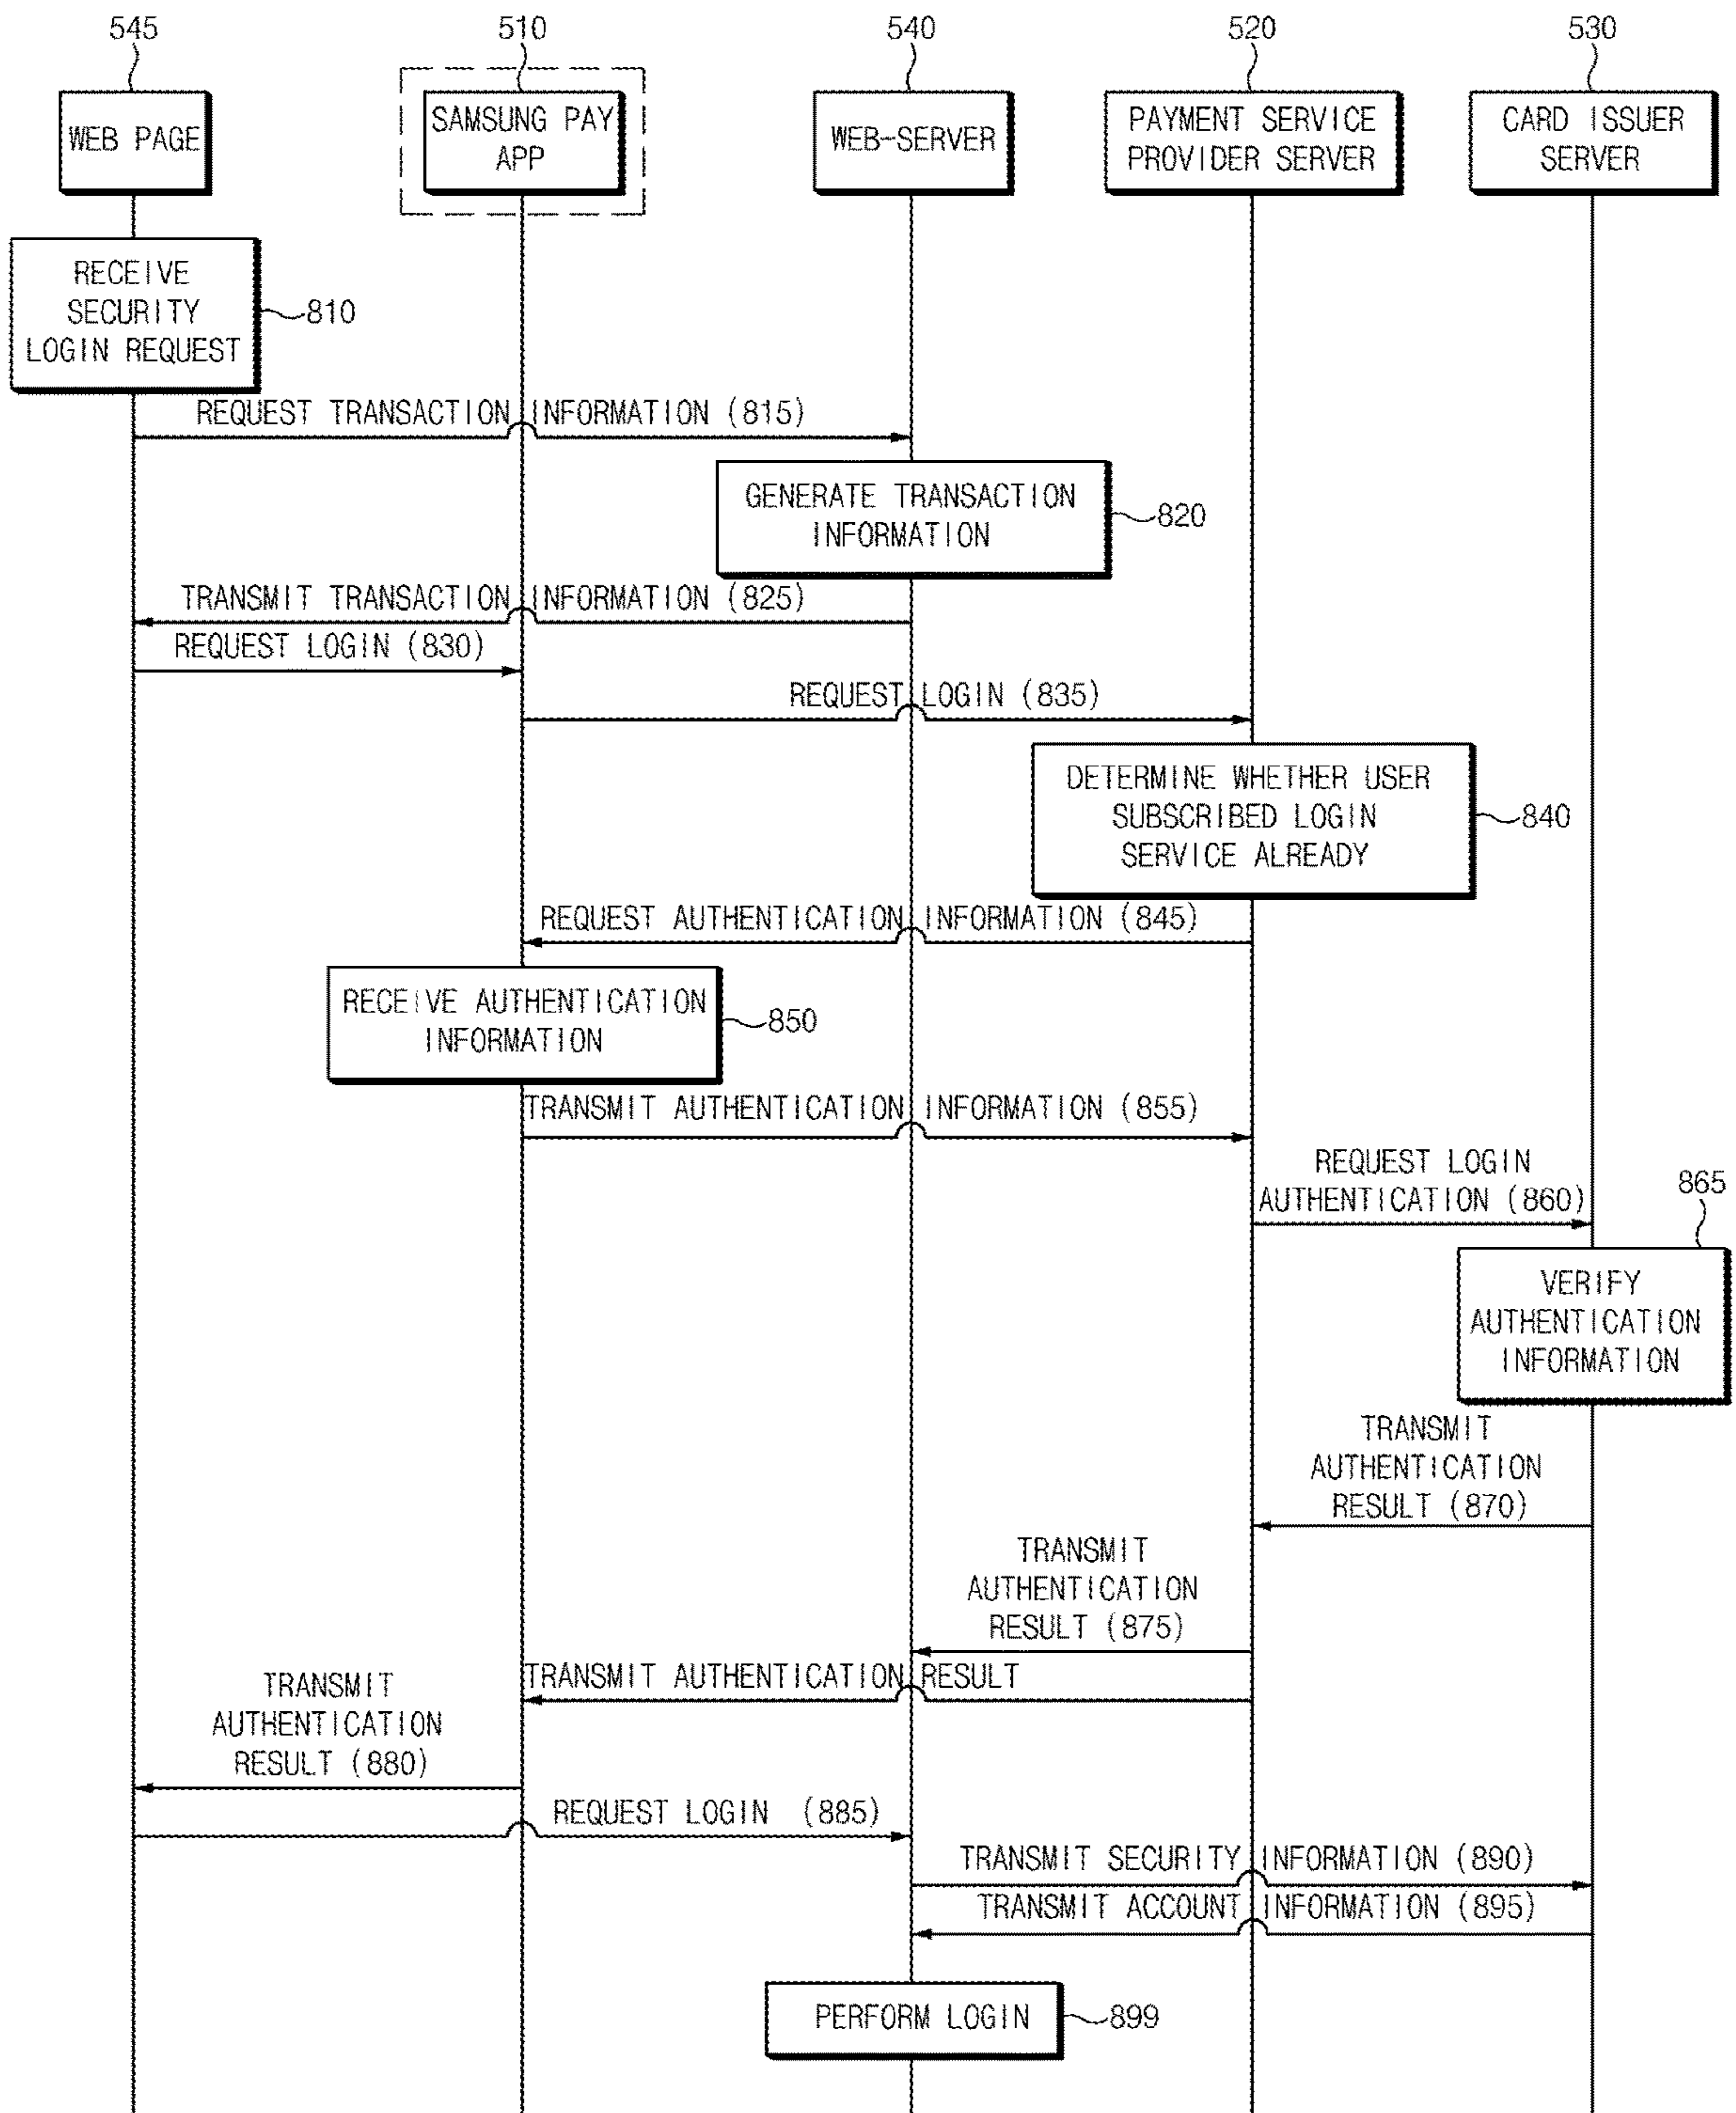 545
510
540
520
530
WEB PAGE
SAMSUNG PAY
APP
WEB-SERVER
PAYMENT SERVICE
PROVIDER SERVER
CARD ISSUER
SERVER
RECEIVE
SECURITY
LOGIN REQUEST
810
REQUEST TRANSACTION INFORMATION (815)
GENERATE TRANSACTION
INFORMATION
820
TRANSMIT TRANSACTION INFORMATION (825)
REQUEST LOGIN (830)
REQUEST LOGIN (835)
DETERMINE WHETHER USER
SUBSCRIBED LOGIN
SERVICE ALREADY
840
REQUEST AUTHENTICATION INFORMATION (845)
RECEIVE AUTHENTICATION
INFORMATION
850
TRANSMIT AUTHENTICATION INFORMATION (855)
REQUEST LOGIN
AUTHENTICATION (860)
865
VERIFY
AUTHENTICATION
INFORMATION
TRANSMIT
AUTHENTICATION
RESULT (870)
TRANSMIT
AUTHENTICATION
RESULT (875)
TRANSMIT AUTHENTICATION RESULT
TRANSMIT
AUTHENTICATION
RESULT (880)
REQUEST LOGIN (885)
TRANSMIT SECURITY INFORMATION (890)
TRANSMIT ACCOUNT INFORMATION (895)
PERFORM LOGIN
899